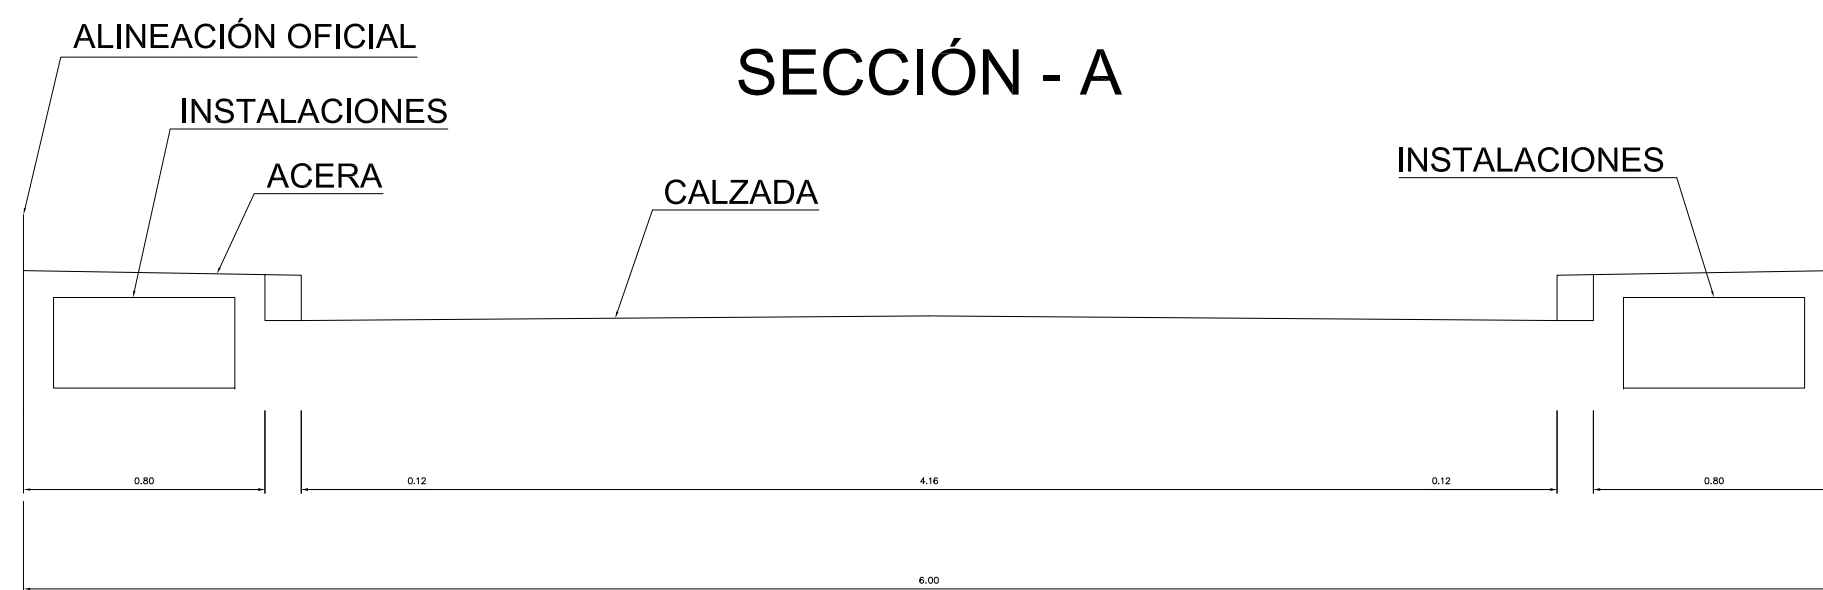 ALINEACIÓN OFICIAL
SECCIÓN - A
INSTALACIONES
ACERA
CALZADA
INSTALACIONES
0.80
0.12
4.16
0.12
0.80
6.00